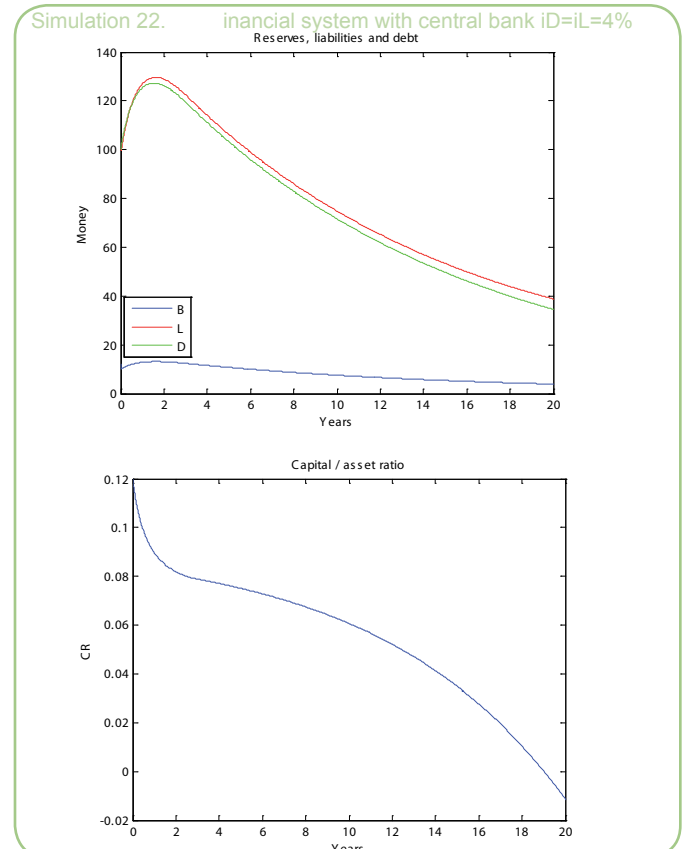 Simulation 22. inancial system with central bank iD=iL=4%
Reserves, liabilities and debt
140
120
100
80
60
40
20
0
Money
B
L
D
0 2 4 6 8 10 12 14 16 18 20
Years
Capital / asset ratio
0.12
0.1
0.08
0.06
0.04
0.02
0
-0.02
CR
0 2 4 6 8 10 12 14 16 18 20
Years